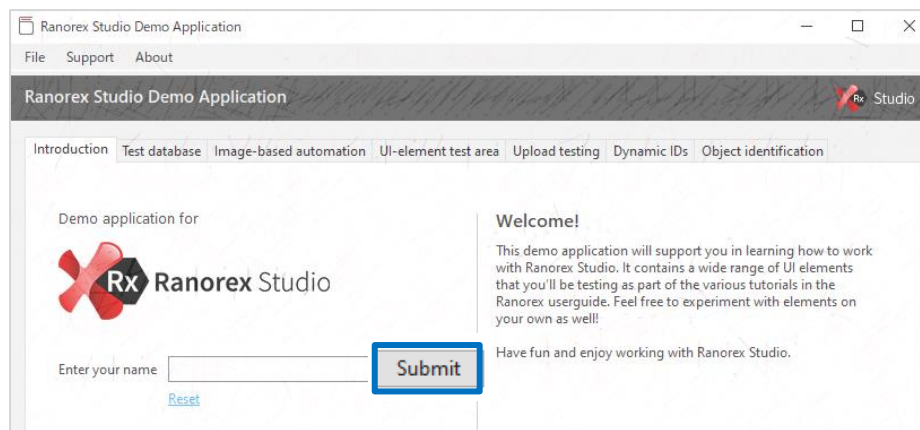 Ranorex Studio Demo Application
File Support About
Ranorex Studio Demo Application
Rx Studio
Introduction Test database Image-based automation UI-element test area Upload testing Dynamic IDs Object identification
Demo application for
Rx Ranorex Studio
Enter your name
Submit
Reset
Welcome!
This demo application will support you in learning how to work
with Ranorex Studio. It contains a wide range of UI elements
that you'll be testing as part of the various tutorials in the
Ranorex userguide. Feel free to experiment with elements on
your own as well!
Have fun and enjoy working with Ranorex Studio.